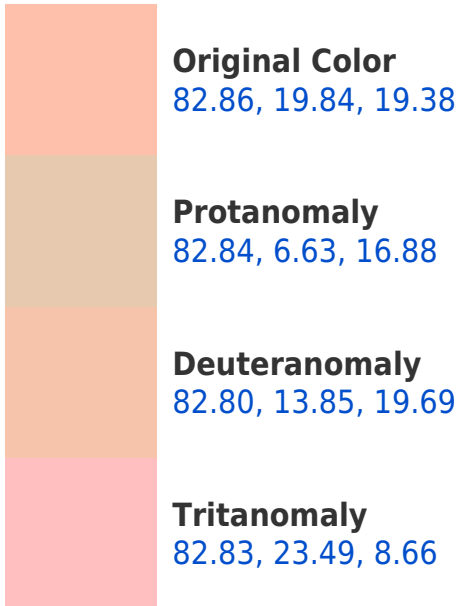 Original Color
82.86, 19.84, 19.38
Protanomaly
82.84, 6.63, 16.88
Deuteranomaly
82.80, 13.85, 19.69
Tritanomaly
82.83, 23.49, 8.66